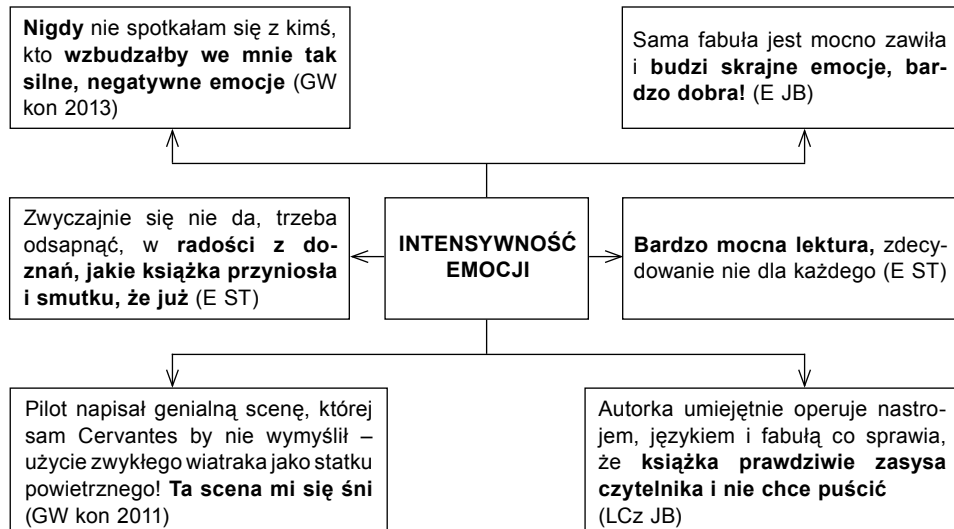 Nigdy nie spotkałam się z kimś,
kto wzbudzałby we mnie tak
silne, negatywne emocje (GW
kon 2013)
Sama fabuła jest mocno zawiła
i budzi skrajne emocje, bar-
dzo dobra! (E JB)
Zwyczajnie się nie da, trzeba
odsapnąć, w radości z do-
znań, jakie książka przyniosła
i smutku, że już (E ST)
INTENSYWNOŚĆ
EMOCJI
Bardzo mocna lektura, zdecy-
dowanie nie dla każdego (E ST)
Pilot napisał genialną scenę, której
sam Cervantes by nie wymyślił –
użycie zwykłego wiatraka jako statku
powietrznego! Ta scena mi się śni
(GW kon 2011)
Autorka umiejętnie operuje nastro-
jem, językiem i fabułą co sprawia,
że książka prawdziwie zasysa
czytelnika i nie chce puścić
(LCz JB)